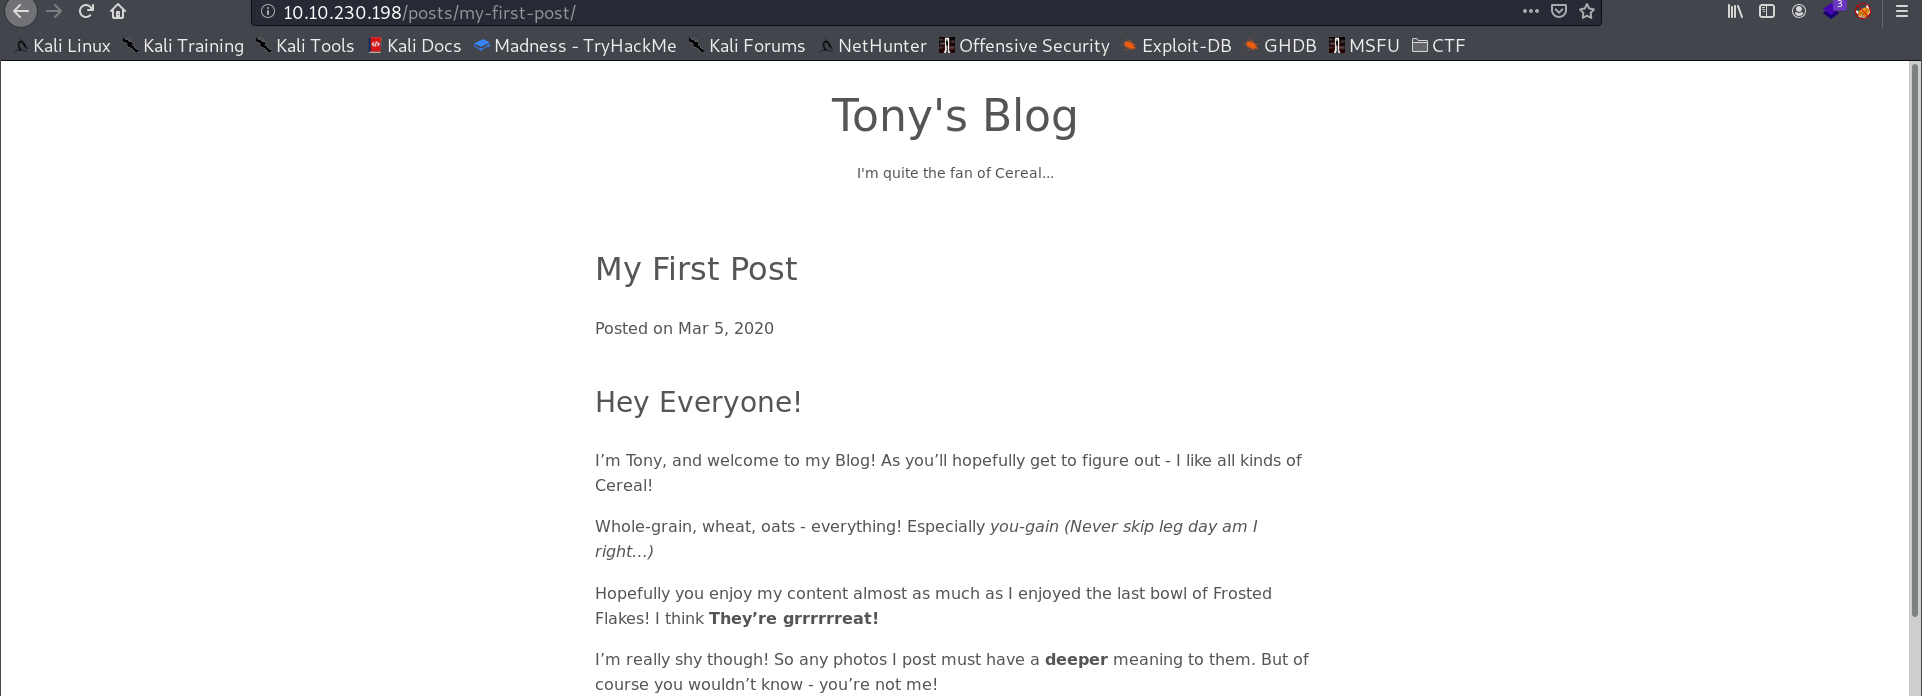 10.10.230.198/posts/my-first-post/
3
Kali Linux Kali Training Kali Tools Kali Docs Madness - TryHackMe Kali Forums NetHunter Offensive Security Exploit-DB GHDB MSFU CTF
Tony's Blog
I'm quite the fan of Cereal...
My First Post
Posted on Mar 5, 2020
Hey Everyone!
I’m Tony, and welcome to my Blog! As you’ll hopefully get to figure out - I like all kinds of
Cereal!
Whole-grain, wheat, oats - everything! Especially you-gain (Never skip leg day am I
right…)
Hopefully you enjoy my content almost as much as I enjoyed the last bowl of Frosted
Flakes! I think They’re grrrrrreat!
I’m really shy though! So any photos I post must have a deeper meaning to them. But of
course you wouldn’t know - you’re not me!